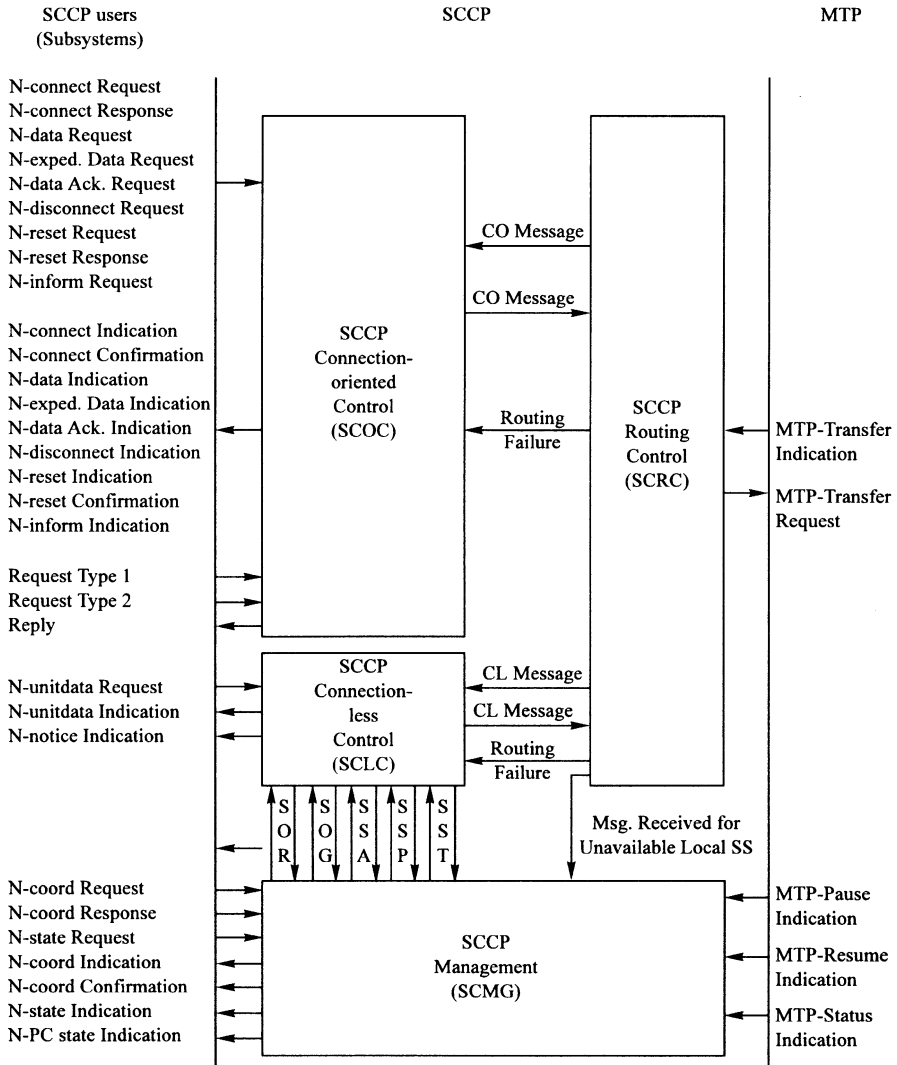 SCCP users
(Subsystems)
SCCP
MTP
N-connect Request
N-connect Response
N-data Request
N-exped. Data Request
N-data Ack. Request
N-disconnect Request
N-reset Request
N-reset Response
N-inform Request
N-connect Indication
N-connect Confirmation
N-data Indication
N-exped. Data Indication
N-data Ack. Indication
N-disconnect Indication
N-reset Indication
N-reset Confirmation
N-inform Indication
Request Type 1
Request Type 2
Reply
N-unitdata Request
N-unitdata Indication
N-notice Indication
N-coord Request
N-coord Response
N-state Request
N-coord Indication
N-coord Confirmation
N-state Indication
N-PC state Indication
SCCP
Connection-
oriented
Control
(SCOC)
SCCP
Connection-
less
Control
(SCLC)
CO Message
CO Message
Routing
Failure
CL Message
CL Message
Routing
Failure
SCCP
Routing
Control
(SCRC)
SOR
SOG
SSA
SSP
SST
Msg. Received for
Unavailable Local SS
SCCP
Management
(SCMG)
MTP-Transfer
Indication
MTP-Transfer
Request
MTP-Pause
Indication
MTP-Resume
Indication
MTP-Status
Indication